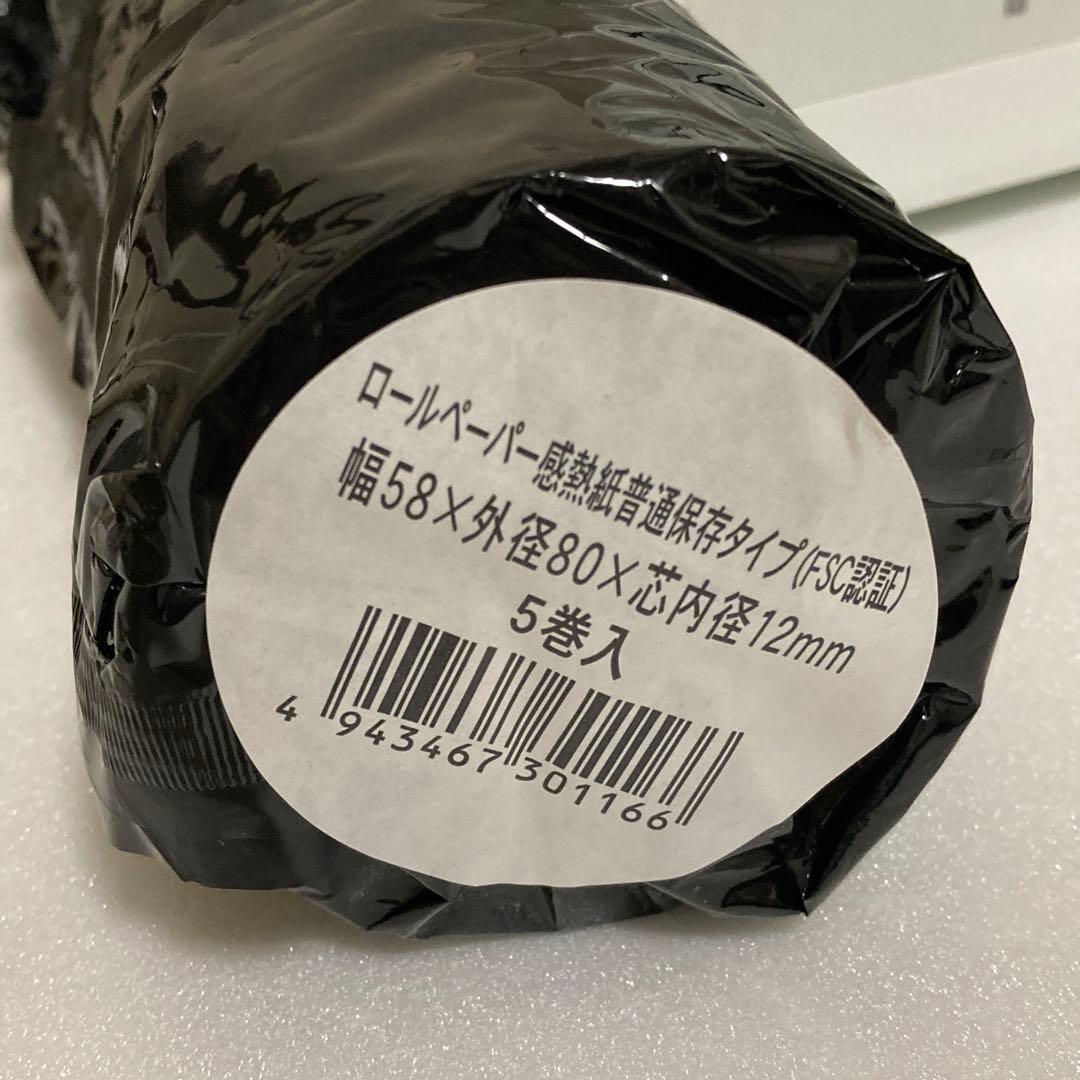 ロールペーパー感熱紙普通保存タイプ(FSC認証)
幅58×外径80×芯内径12mm
5巻入
4 943467 301166